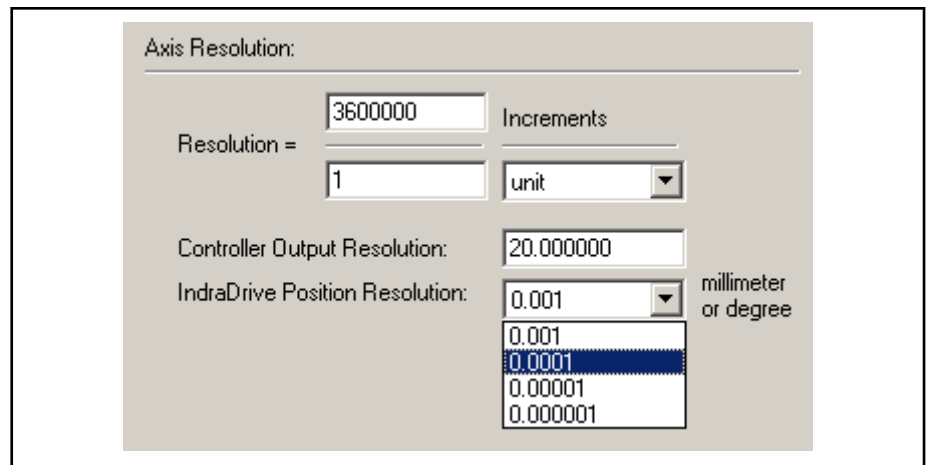 Axis Resolution:
3600000 Increments
Resolution =
1 unit
Controller Output Resolution: 20.000000
IndraDrive Position Resolution: 0.001 millimeter or degree
0.001
0.0001
0.00001
0.000001